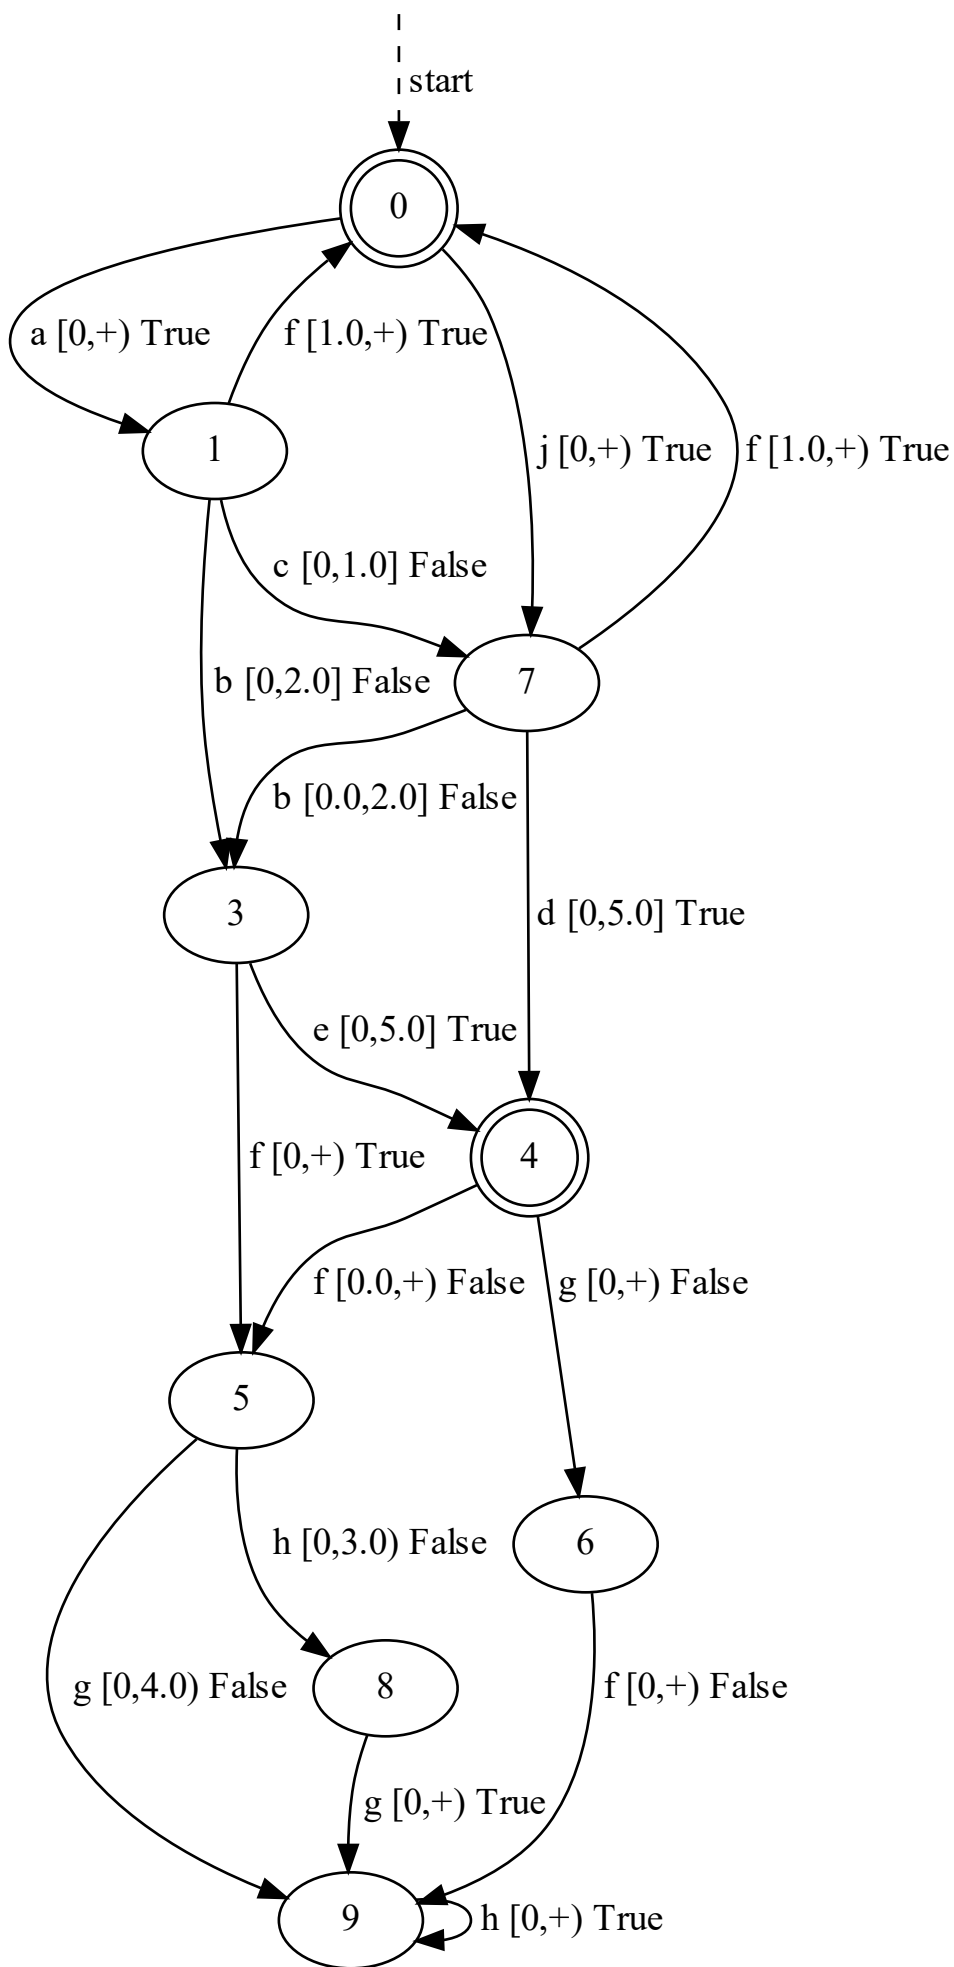 start
0
a [0,+) True
f [1.0,+) True
1
j [0,+) True
f [1.0,+) True
c [0,1.0] False
b [0,2.0] False
7
b [0.0,2.0] False
3
d [0,5.0] True
e [0,5.0] True
f [0,+) True
4
f [0.0,+) False
g [0,+) False
5
h [0,3.0) False
6
g [0,4.0) False
8
f [0,+) False
g [0,+) True
9
h [0,+) True